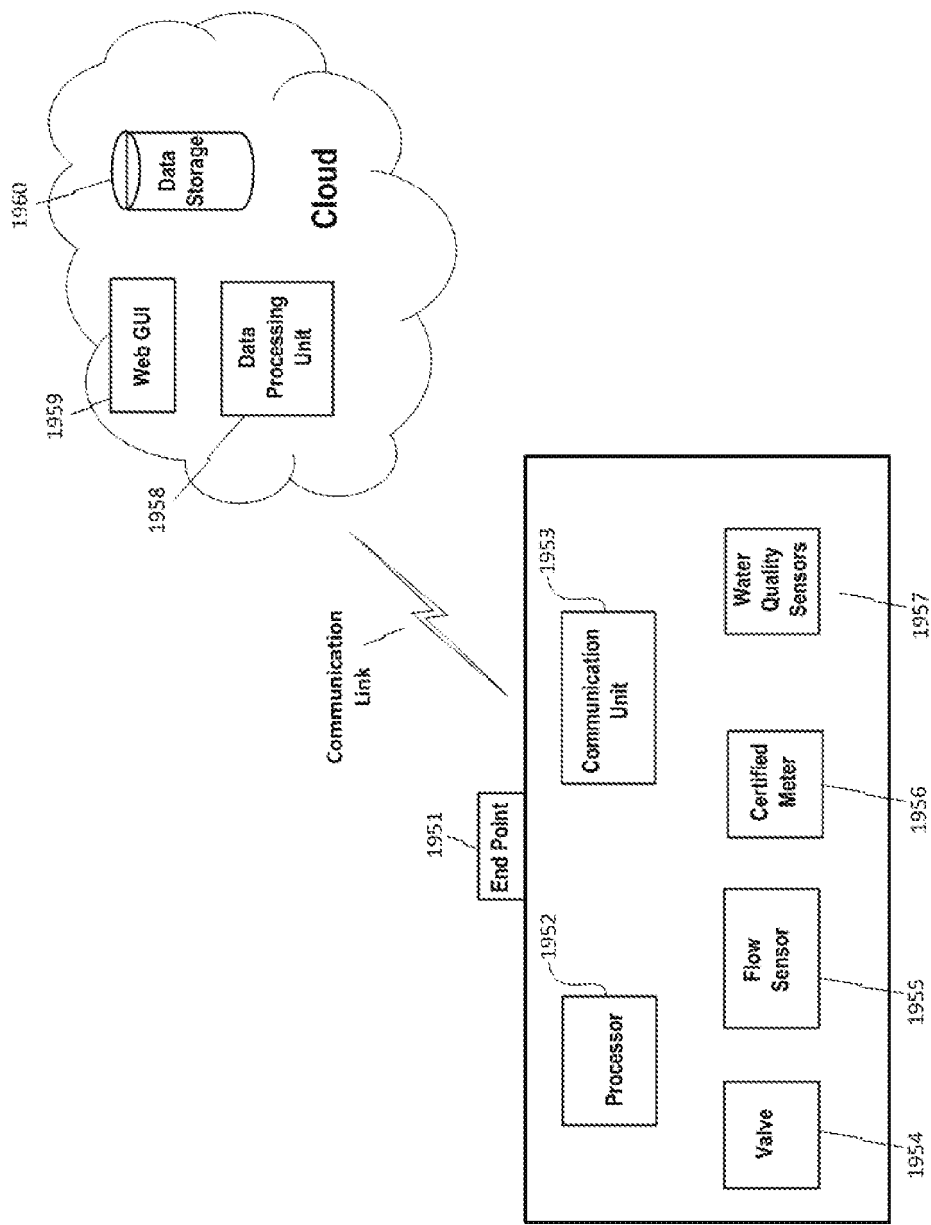 1960
Data
Storage
Cloud
1959
Web GUI
Data
Processing
Unit
1958
Communication
Link
1951
End Point
1952
Processor
1953
Communication
Unit
Valve
1954
Flow
Sensor
1955
Certified
Meter
1956
Water
Quality
Sensors
1957